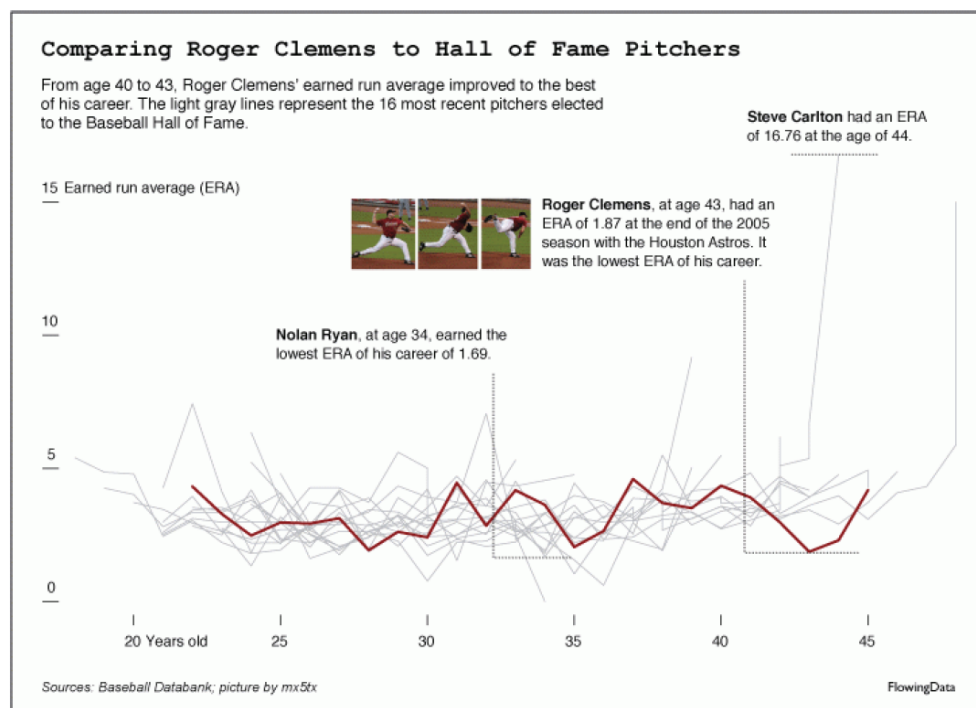 Comparing Roger Clemens to Hall of Fame Pitchers
From age 40 to 43, Roger Clemens' earned run average improved to the best
of his career. The light gray lines represent the 16 most recent pitchers elected
to the Baseball Hall of Fame.
Steve Carlton had an ERA
of 16.76 at the age of 44.
15 Earned run average (ERA)
Roger Clemens, at age 43, had an
ERA of 1.87 at the end of the 2005
season with the Houston Astros. It
was the lowest ERA of his career.
10
Nolan Ryan, at age 34, earned the
lowest ERA of his career of 1.69.
5
0
20 Years old 25 30 35 40 45
Sources: Baseball Databank; picture by mx5tx
FlowingData